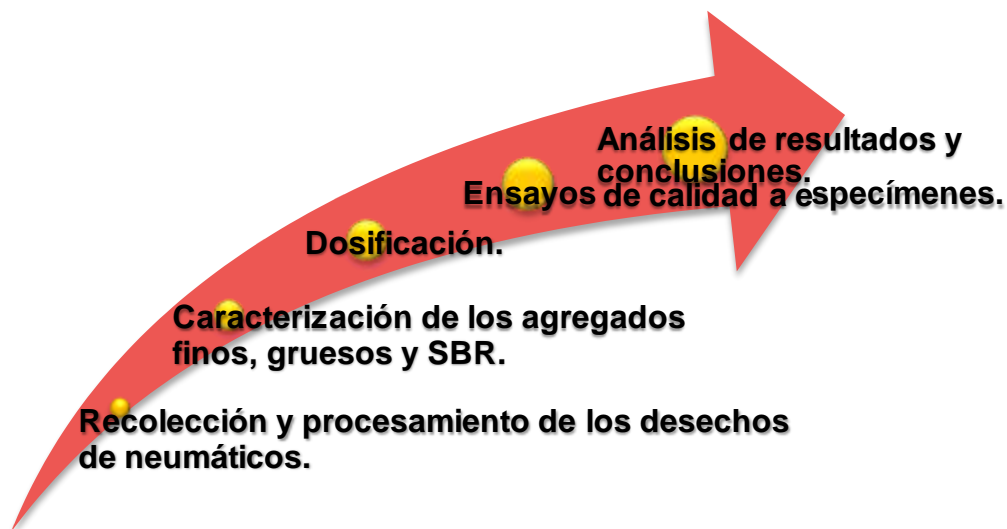 Análisis de resultados y
conclusiones.
Ensayos de calidad a especímenes.
Dosificación.
Caracterización de los agregados
finos, gruesos y SBR.
Recolección y procesamiento de los desechos
de neumáticos.